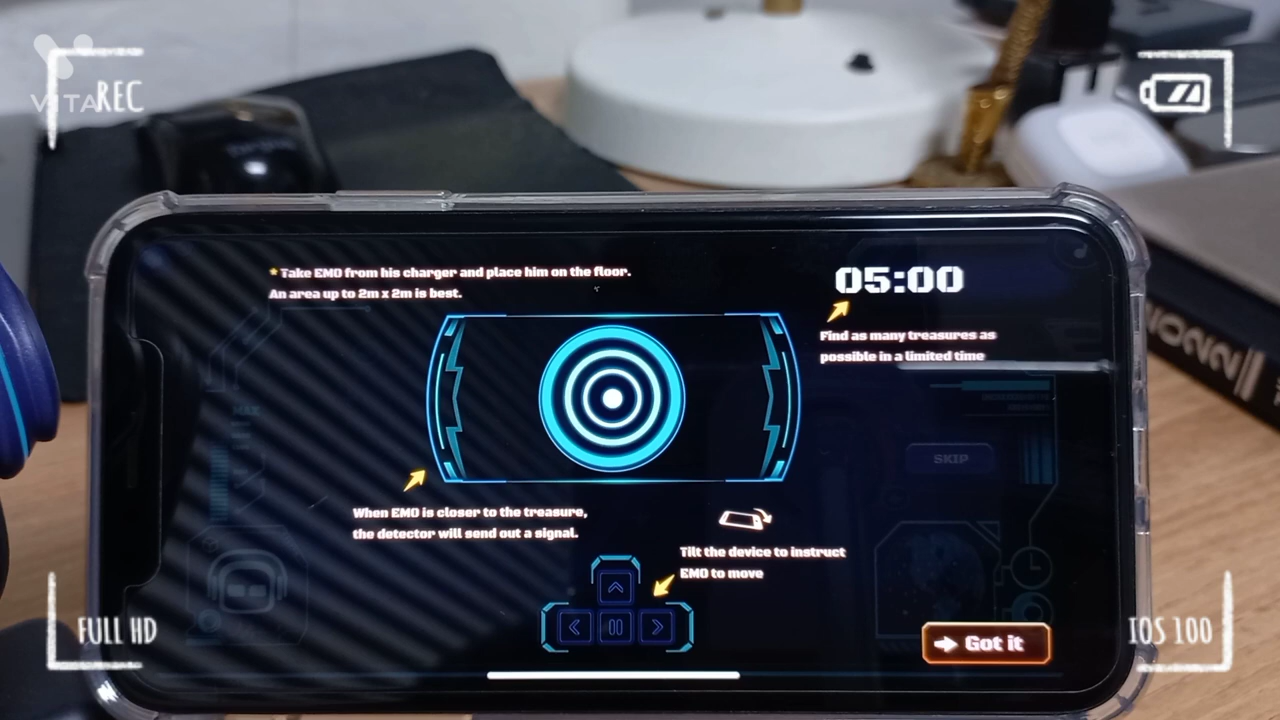 VITA
REC
* Take EMO from his charger and place him on the floor.
An area up to 2m x 2m is best.
05:00
Find as many treasures as
possible in a limited time
MAX
SKIP
When EMO is closer to the treasure,
the detector will send out a signal.
Tilt the device to instruct
EMO to move
Got it
FULL HD
IOS 100